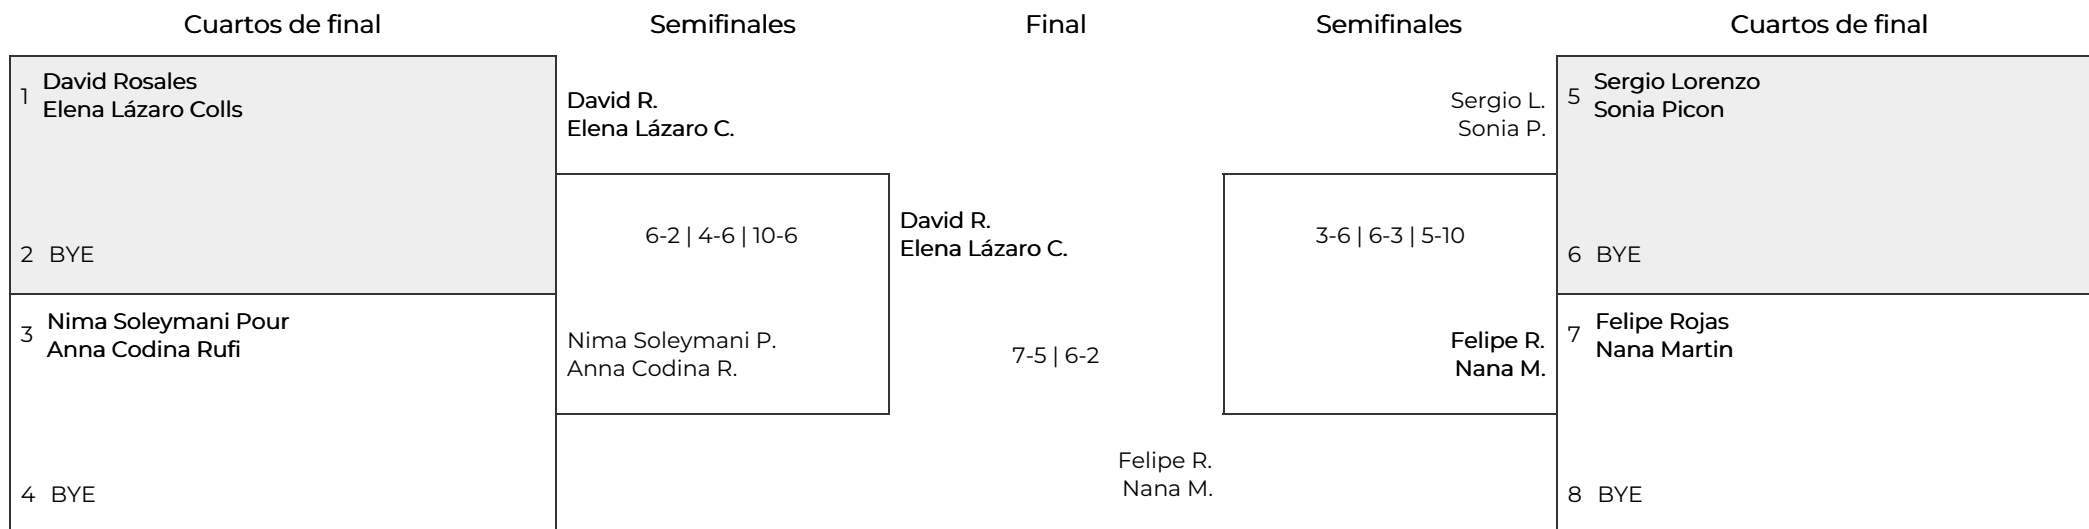 Cuartos de final
Semifinales
Final
Semifinales
Cuartos de final
1
David Rosales
Elena Lázaro Colls
2 BYE
3
Nima Soleymani Pour
Anna Codina Rufi
4 BYE
David R.
Elena Lázaro C.
6-2 | 4-6 | 10-6
Nima Soleymani P.
Anna Codina R.
David R.
Elena Lázaro C.
7-5 | 6-2
Felipe R.
Nana M.
Sergio L.
Sonia P.
3-6 | 6-3 | 5-10
Felipe R.
Nana M.
5
Sergio Lorenzo
Sonia Picon
6 BYE
7
Felipe Rojas
Nana Martin
8 BYE